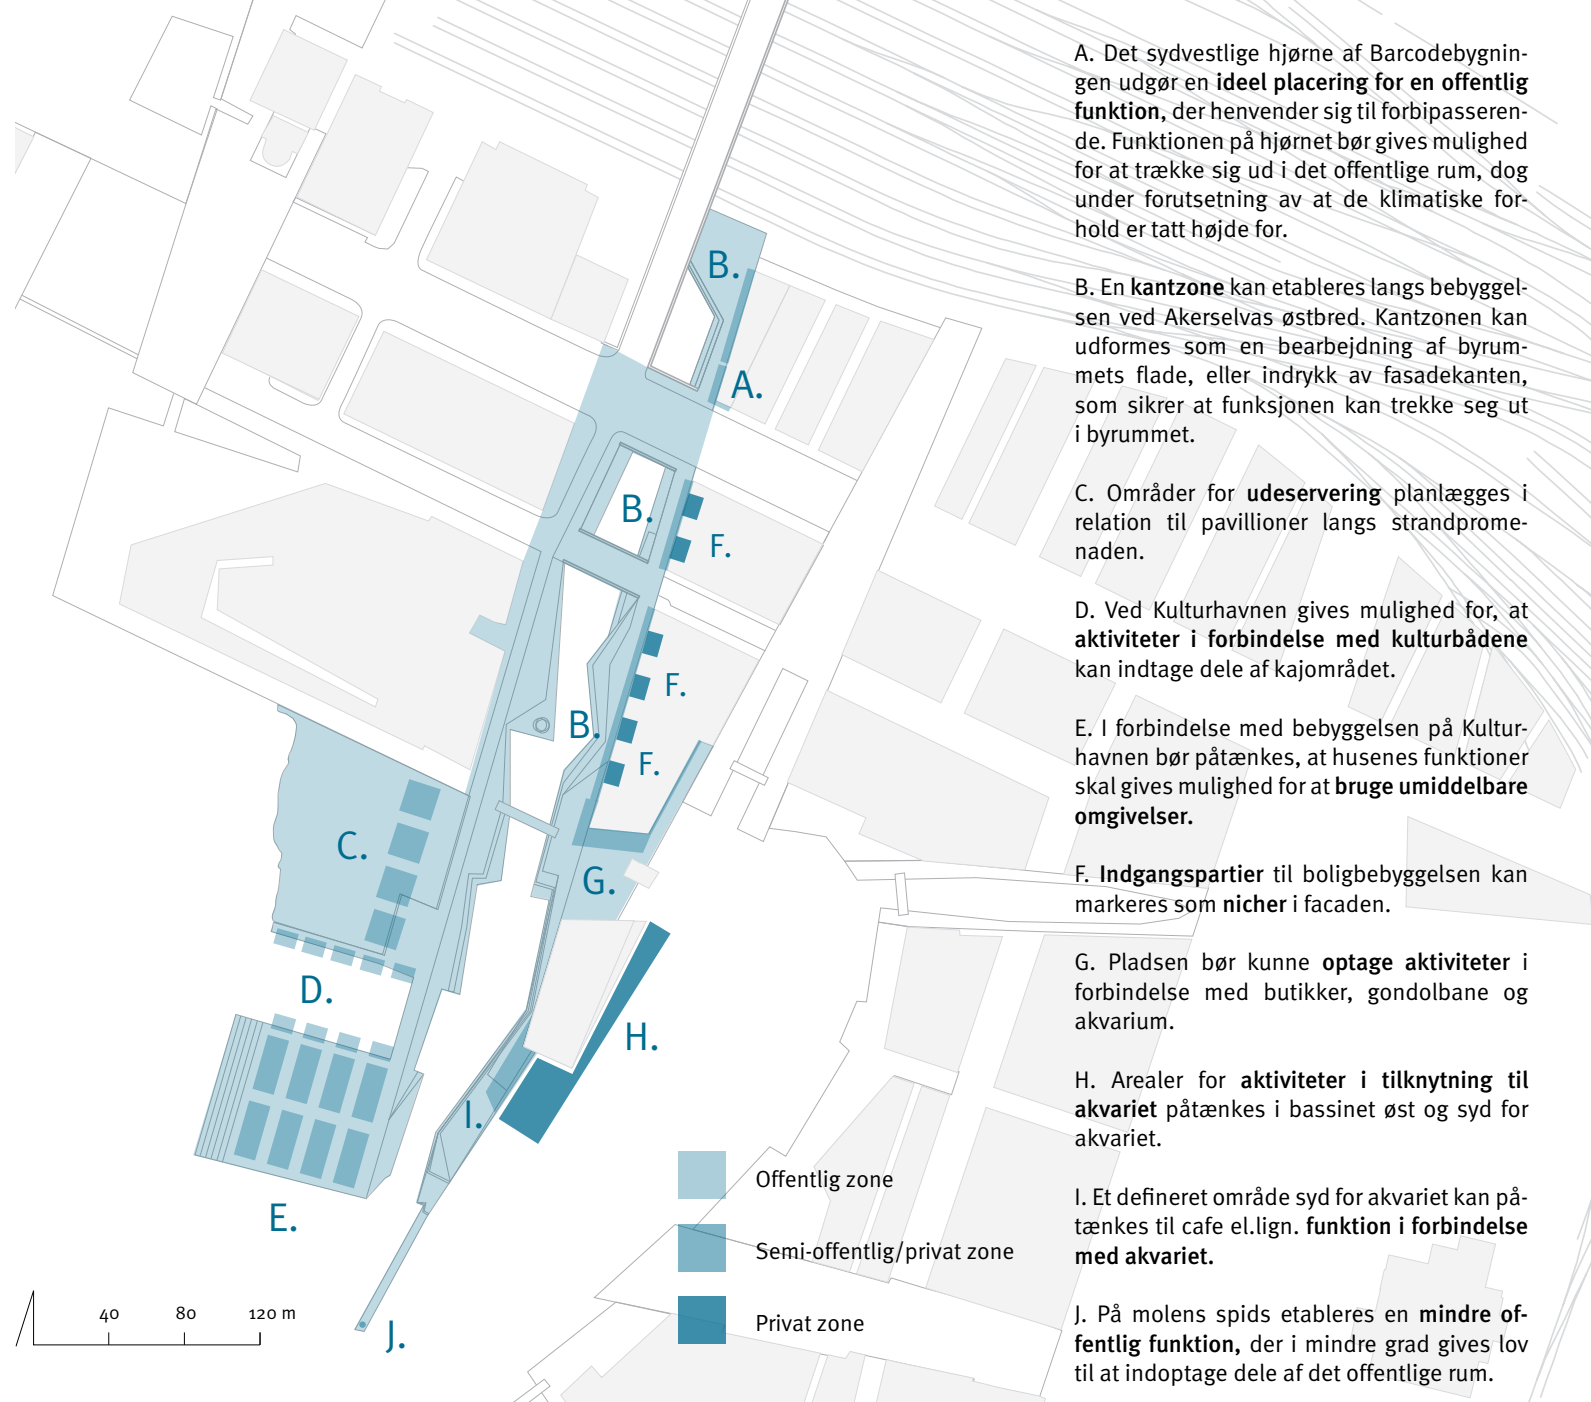 A. Det sydvestlige hjørne af Barcodebygnin-
gen udgør en ideel placering for en offentlig
funktion, der henvender sig til forbipasseren-
de. Funktionen på hjørnet bør gives mulighed
for at trække sig ud i det offentlige rum, dog
under forutsetning av at de klimatiske for-
hold er tatt højde for.
B. En kantzone kan etableres langs bebyggel-
sen ved Akerselvas østbred. Kantzonen kan
udformes som en bearbejdning af byrum-
mets flade, eller indrykk av fasadekanten,
som sikrer at funksjonen kan trekke seg ut
i byrummet.
C. Områder for udeservering planlægges i
relation til pavillioner langs strandprome-
naden.
D. Ved Kulturhavnen gives mulighed for, at
aktiviteter i forbindelse med kulturbådene
kan indtage dele af kajområdet.
E. I forbindelse med bebyggelsen på Kultur-
havnen bør påtænkes, at husenes funktioner
skal gives mulighed for at bruge umiddelbare
omgivelser.
F. Indgangspartier til boligbebyggelsen kan
markeres som nicher i facaden.
G. Pladsen bør kunne optage aktiviteter i
forbindelse med butikker, gondolbane og
akvarium.
H. Arealer for aktiviteter i tilknytning til
akvariet påtænkes i bassinet øst og syd for
akvariet.
I. Et defineret område syd for akvariet kan på-
tænkes til cafe el.lign. funktion i forbindelse
med akvariet.
J. På molens spids etableres en mindre of-
fentlig funktion, der i mindre grad gives lov
til at indoptage dele af det offentlige rum.
B.
A.
B.
F.
F.
B.
F.
C.
G.
D.
H.
I.
E.
J.
Offentlig zone
Semi-offentlig/privat zone
Privat zone
40 80 120 m